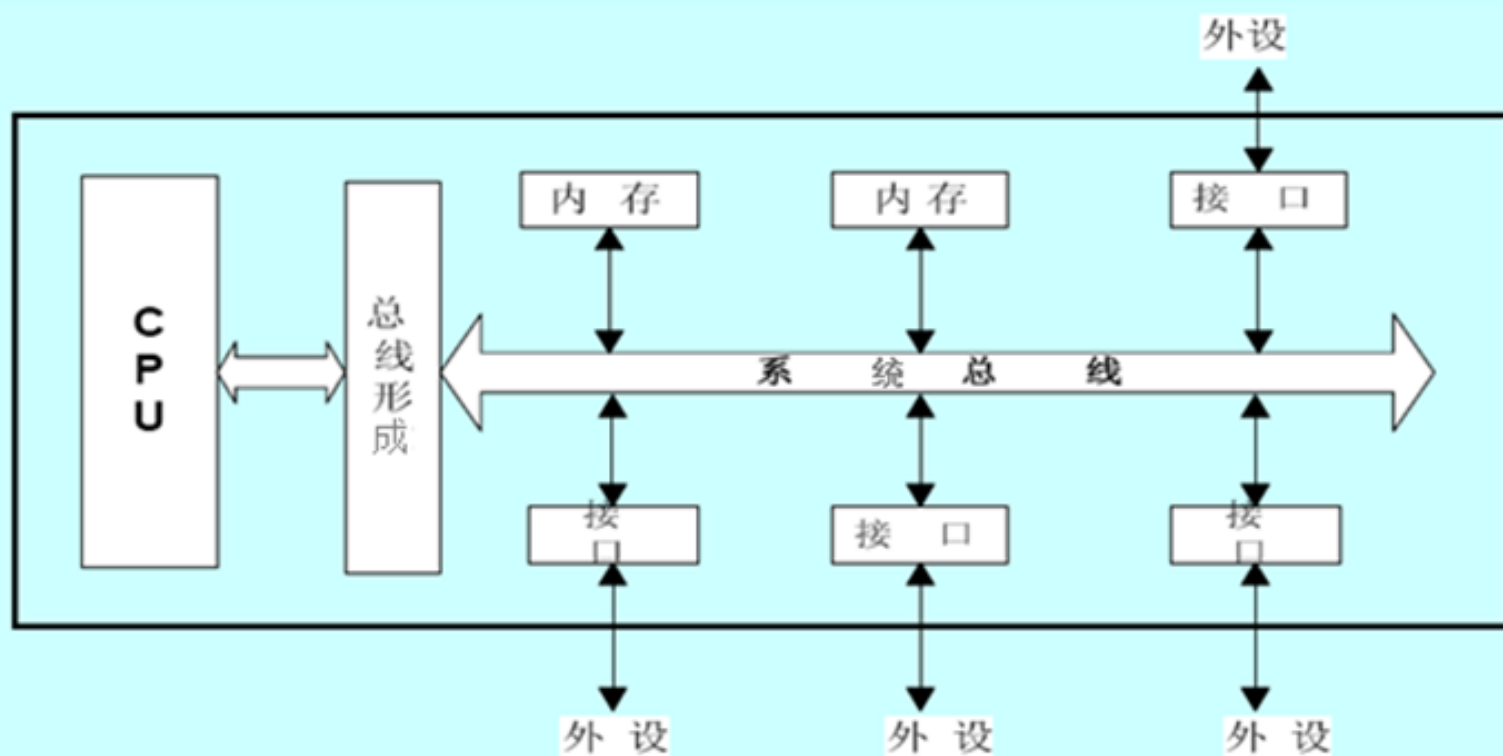 外设
内 存
内 存
接 口
CPU
总线形成
系 统 总 线
接口
接 口
接口
外 设
外 设
外 设